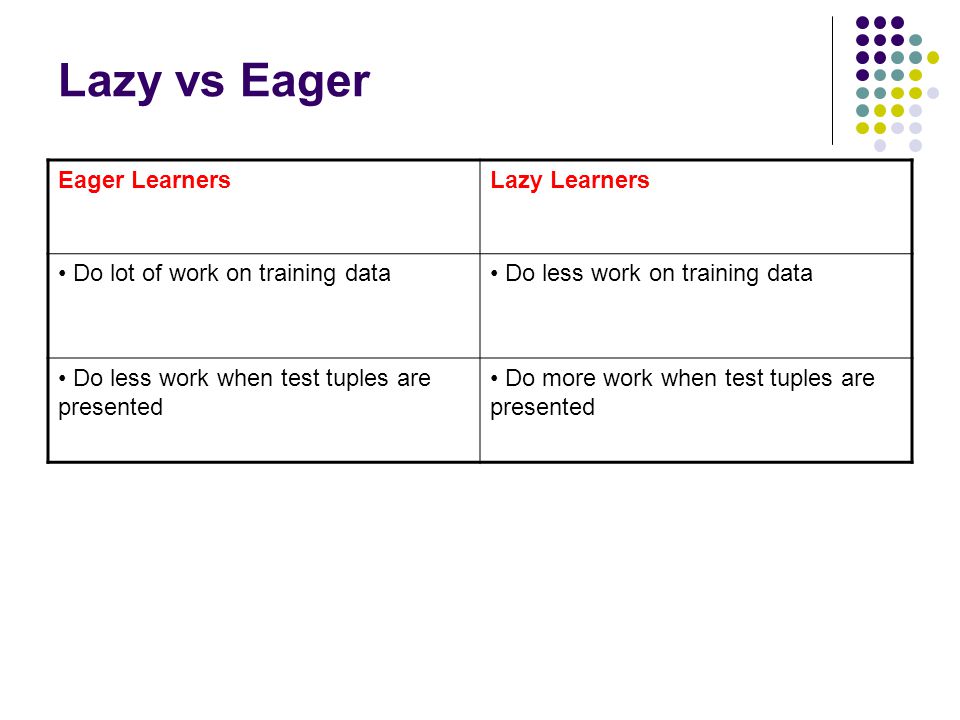 Lazy vs Eager
Eager Learners
Lazy Learners
• Do lot of work on training data
• Do less work on training data
• Do less work when test tuples are
presented
• Do more work when test tuples are
presented